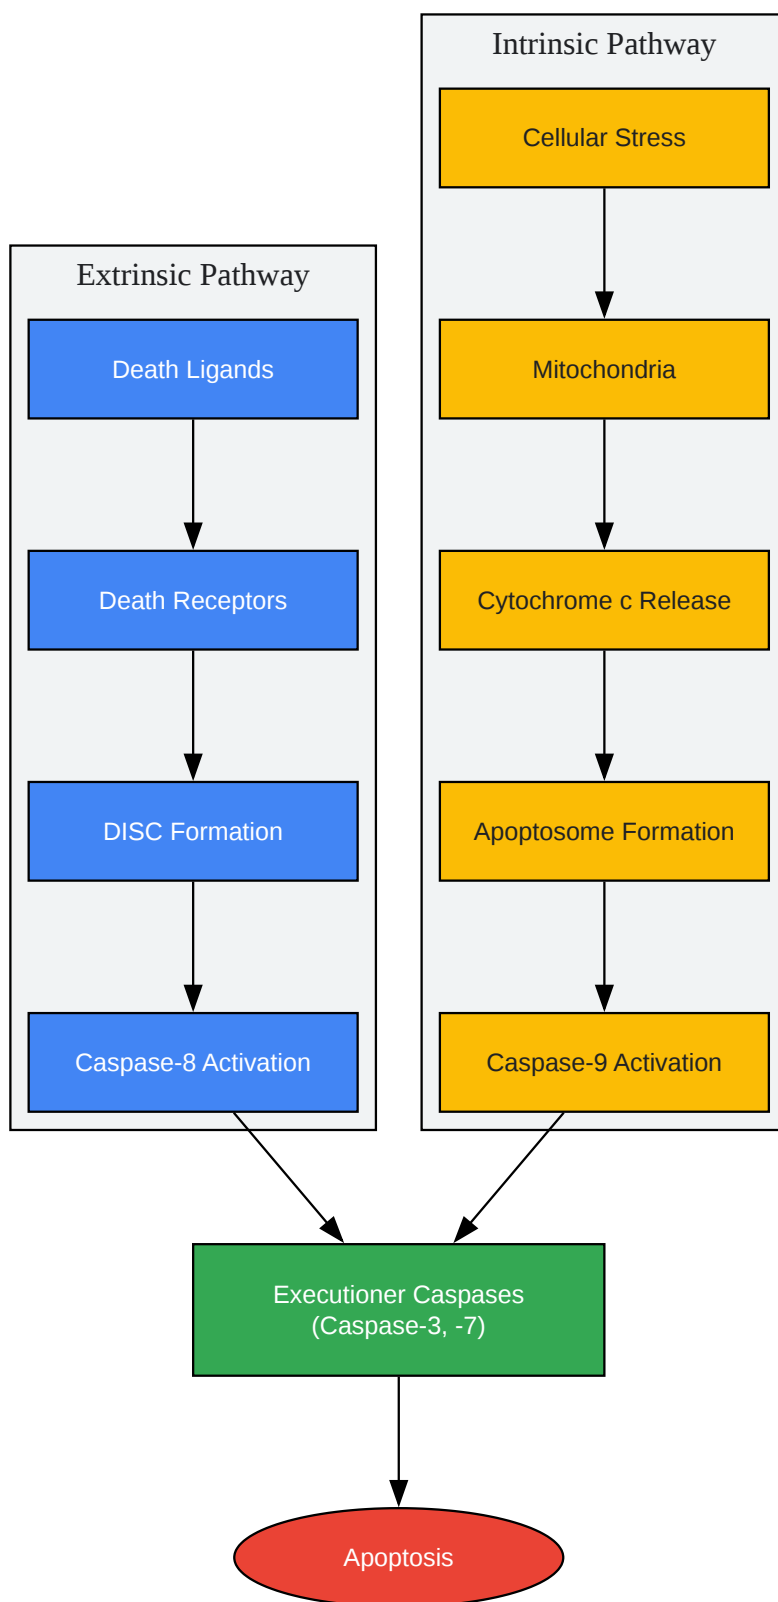 Extrinsic Pathway
Death Ligands
Death Receptors
DISC Formation
Caspase-8 Activation
Intrinsic Pathway
Cellular Stress
Mitochondria
Cytochrome c Release
Apoptosome Formation
Caspase-9 Activation
Executioner Caspases
(Caspase-3, -7)
Apoptosis